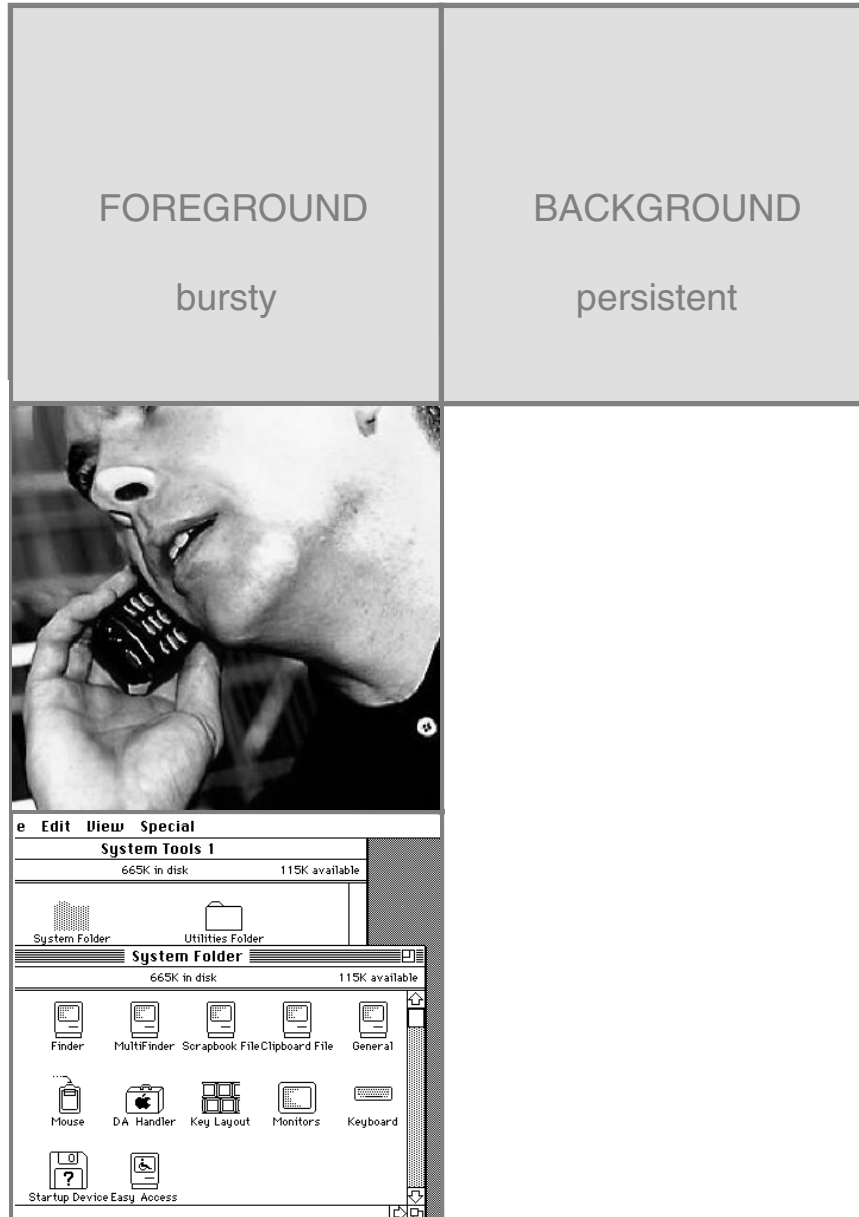 FOREGROUND
BACKGROUND
bursty
persistent
e Edit View Special
System Tools 1
665K in disk 115K available
System Folder Utilities Folder
System Folder
665K in disk 115K available
Finder MultiFinder Scrapbook File Clipboard File General
Mouse DA Handler Key Layout Monitors Keyboard
0
?
Startup Device Easy Access